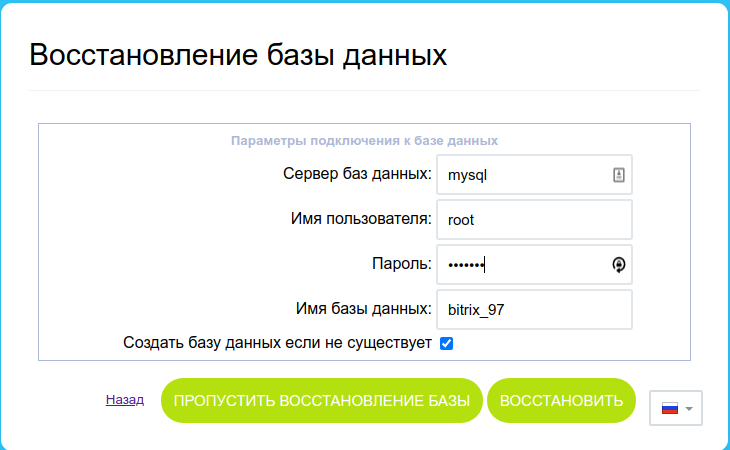 Восстановление базы данных
Параметры подключения к базе данных
Сервер баз данных: mysql
Имя пользователя: root
Пароль: •••••••
Имя базы данных: bitrix_97
Создать базу данных если не существует
Назад ПРОПУСТИТЬ ВОССТАНОВЛЕНИЕ БАЗЫ ВОССТАНОВИТЬ